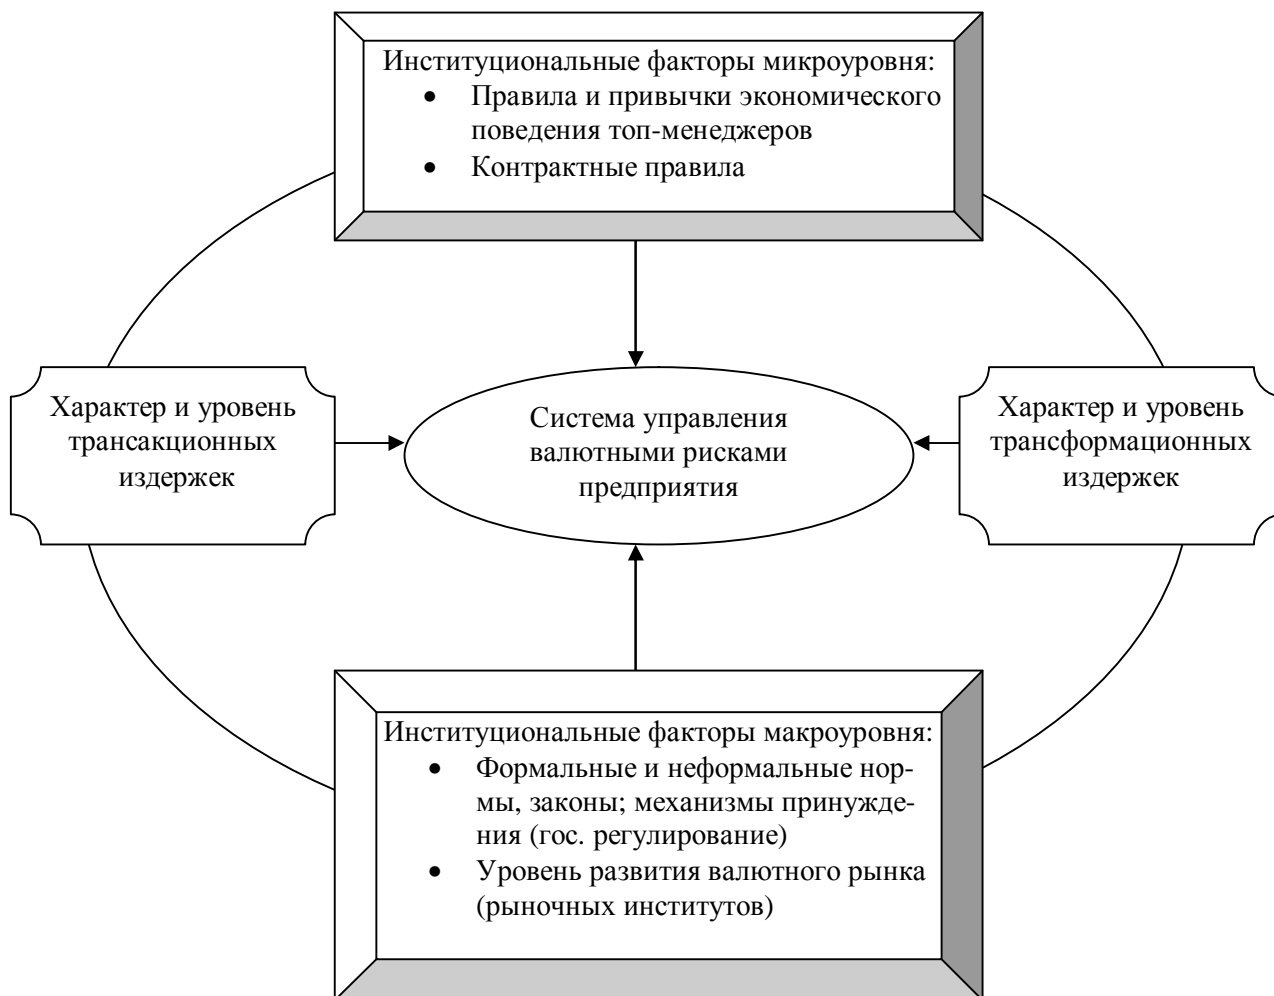 Институциональные факторы микроуровня:
• Правила и привычки экономического
поведения топ-менеджеров
• Контрактные правила
Характер и уровень
трансакционных
издержек
Система управления
валютными рисками
предприятия
Характер и уровень
трансформационных
издержек
Институциональные факторы макроуровня:
• Формальные и неформальные нор-
мы, законы; механизмы принужде-
ния (гос. регулирование)
• Уровень развития валютного рынка
(рыночных институтов)